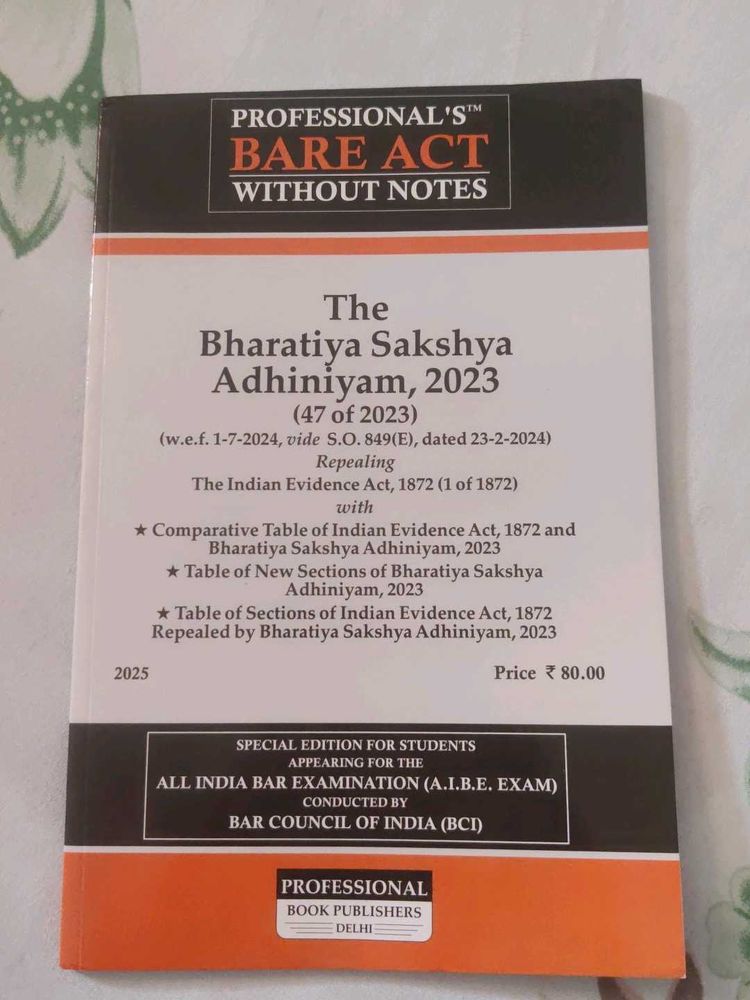 PROFESSIONAL'S™
BARE ACT
WITHOUT NOTES
The
Bharatiya Sakshya
Adhiniyam, 2023
(47 of 2023)
(w.e.f. 1-7-2024, vide S.O. 849(E), dated 23-2-2024)
Repealing
The Indian Evidence Act, 1872 (1 of 1872)
with
★ Comparative Table of Indian Evidence Act, 1872 and
Bharatiya Sakshya Adhiniyam, 2023
★ Table of New Sections of Bharatiya Sakshya
Adhiniyam, 2023
★ Table of Sections of Indian Evidence Act, 1872
Repealed by Bharatiya Sakshya Adhiniyam, 2023
2025 Price ₹ 80.00
SPECIAL EDITION FOR STUDENTS
APPEARING FOR THE
ALL INDIA BAR EXAMINATION (A.I.B.E. EXAM)
CONDUCTED BY
BAR COUNCIL OF INDIA (BCI)
PROFESSIONAL
BOOK PUBLISHERS
DELHI